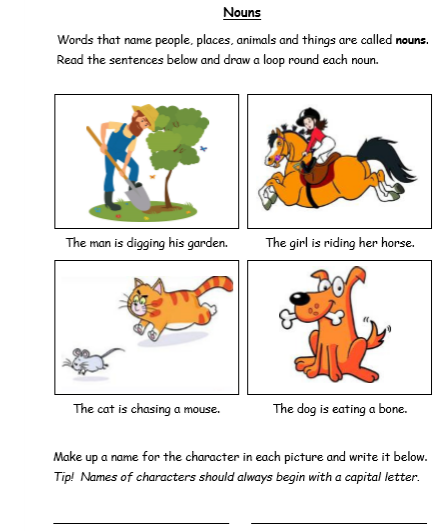 Nouns
Words that name people, places, animals and things are called nouns.
Read the sentences below and draw a loop round each noun.
The man is digging his garden.
The girl is riding her horse.
The cat is chasing a mouse.
The dog is eating a bone.
Make up a name for the character in each picture and write it below.
Tip! Names of characters should always begin with a capital letter.